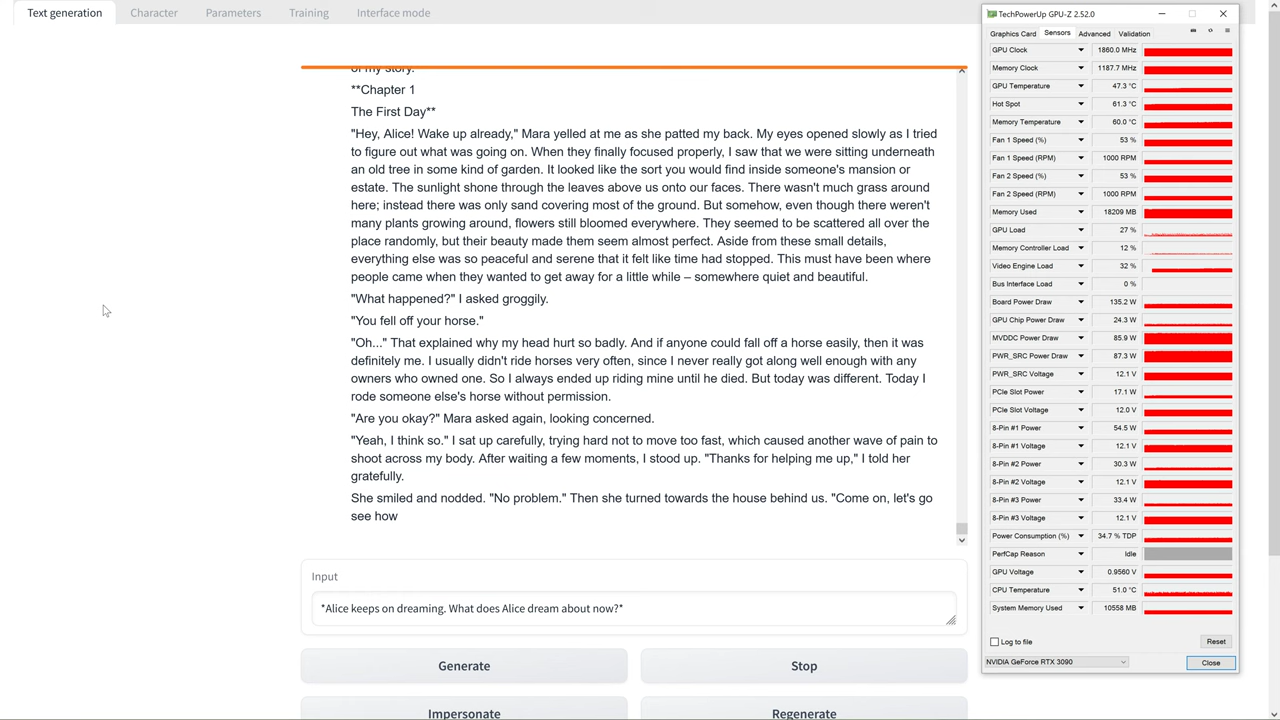 Text generation
Character
Parameters
Training
Interface mode
of my story.
**Chapter 1
The First Day**
"Hey, Alice! Wake up already," Mara yelled at me as she patted my back. My eyes opened slowly as I tried
to figure out what was going on. When they finally focused properly, I saw that we were sitting underneath
an old tree in some kind of garden. It looked like the sort you would find inside someone's mansion or
estate. The sunlight shone through the leaves above us onto our faces. There wasn't much grass around
here; instead there was only sand covering most of the ground. But somehow, even though there weren't
many plants growing around, flowers still bloomed everywhere. They seemed to be scattered all over the
place randomly, but their beauty made them seem almost perfect. Aside from these small details,
everything else was so peaceful and serene that it felt like time had stopped. This must have been where
people came when they wanted to get away for a little while – somewhere quiet and beautiful.
"What happened?" I asked groggily.
"You fell off your horse."
"Oh..." That explained why my head hurt so badly. And if anyone could fall off a horse easily, then it was
definitely me. I usually didn't ride horses very often, since I never really got along well enough with any
owners who owned one. So I always ended up riding mine until he died. But today was different. Today I
rode someone else's horse without permission.
"Are you okay?" Mara asked again, looking concerned.
"Yeah, I think so." I sat up carefully, trying hard not to move too fast, which caused another wave of pain to
shoot across my body. After waiting a few moments, I stood up. "Thanks for helping me up," I told her
gratefully.
She smiled and nodded. "No problem." Then she turned towards the house behind us. "Come on, let's go
see how
Input
*Alice keeps on dreaming. What does Alice dream about now?*
Generate
Stop
Impersonate
Regenerate
TechPowerUp GPU-Z 2.52.0
Graphics Card
Sensors
Advanced
Validation
GPU Clock 1860.0 MHz
Memory Clock 1187.7 MHz
GPU Temperature 47.3 °C
Hot Spot 61.3 °C
Memory Temperature 60.0 °C
Fan 1 Speed (%) 53 %
Fan 1 Speed (RPM) 1000 RPM
Fan 2 Speed (%) 53 %
Fan 2 Speed (RPM) 1000 RPM
Memory Used 18209 MB
GPU Load 27 %
Memory Controller Load 12 %
Video Engine Load 32 %
Bus Interface Load 0 %
Board Power Draw 135.2 W
GPU Chip Power Draw 24.3 W
MVDDC Power Draw 85.9 W
PWR_SRC Power Draw 87.3 W
PWR_SRC Voltage 12.1 V
PCIe Slot Power 17.1 W
PCIe Slot Voltage 12.0 V
8-Pin #1 Power 54.5 W
8-Pin #1 Voltage 12.1 V
8-Pin #2 Power 30.3 W
8-Pin #2 Voltage 12.1 V
8-Pin #3 Power 33.4 W
8-Pin #3 Voltage 12.1 V
Power Consumption (%) 34.7 % TDP
PerfCap Reason Idle
GPU Voltage 0.9560 V
CPU Temperature 51.0 °C
System Memory Used 10558 MB
Log to file
Reset
NVIDIA GeForce RTX 3090
Close